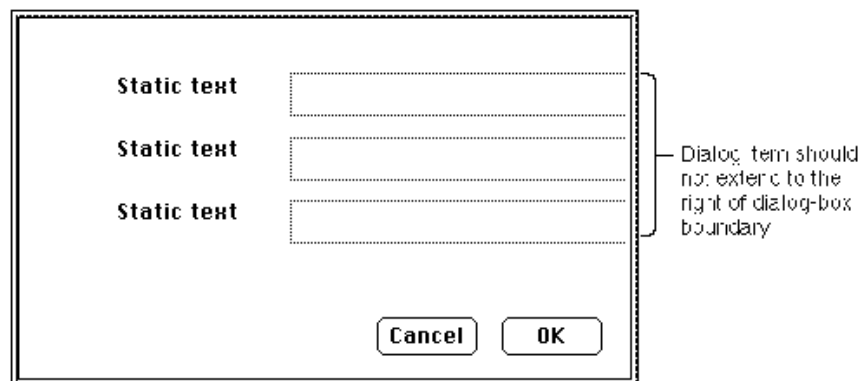 Static text
Static text
Static text
Cancel
OK
Dialog item should
not extend to the
right of dialog-box
boundary